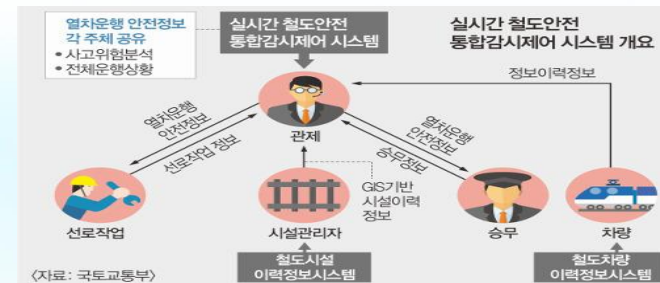 열차운행 안전정보
각 주체 공유
• 사고위험분석
• 전체운행상황
실시간 철도안전
통합감시제어 시스템
실시간 철도안전
통합감시제어 시스템 개요
정보이력정보
열차운행
안전정보
선로작업 정보
관제
열차운행
안전정보
승무정보
GIS기반
시설이력
정보
선로작업
시설관리자
승무
차량
철도시설
이력정보시스템
철도차량
이력정보시스템
〈자료: 국토교통부〉